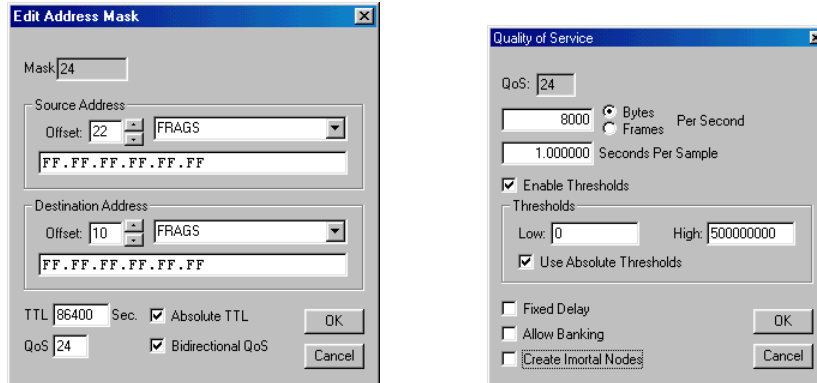 Edit Address Mask
Mask 24
Source Address
Offset: 22 FRAGS
FF.FF.FF.FF.FF.FF
Destination Address
Offset: 10 FRAGS
FF.FF.FF.FF.FF.FF
TTL 86400 Sec. Absolute TTL
QoS 24 Bidirectional QoS
OK
Cancel
Quality of Service
QoS: 24
8000 Bytes
Frames
Per Second
1.000000 Seconds Per Sample
Enable Thresholds
Thresholds
Low: 0 High: 500000000
Use Absolute Thresholds
Fixed Delay
Allow Banking
Create Imortal Nodes
OK
Cancel